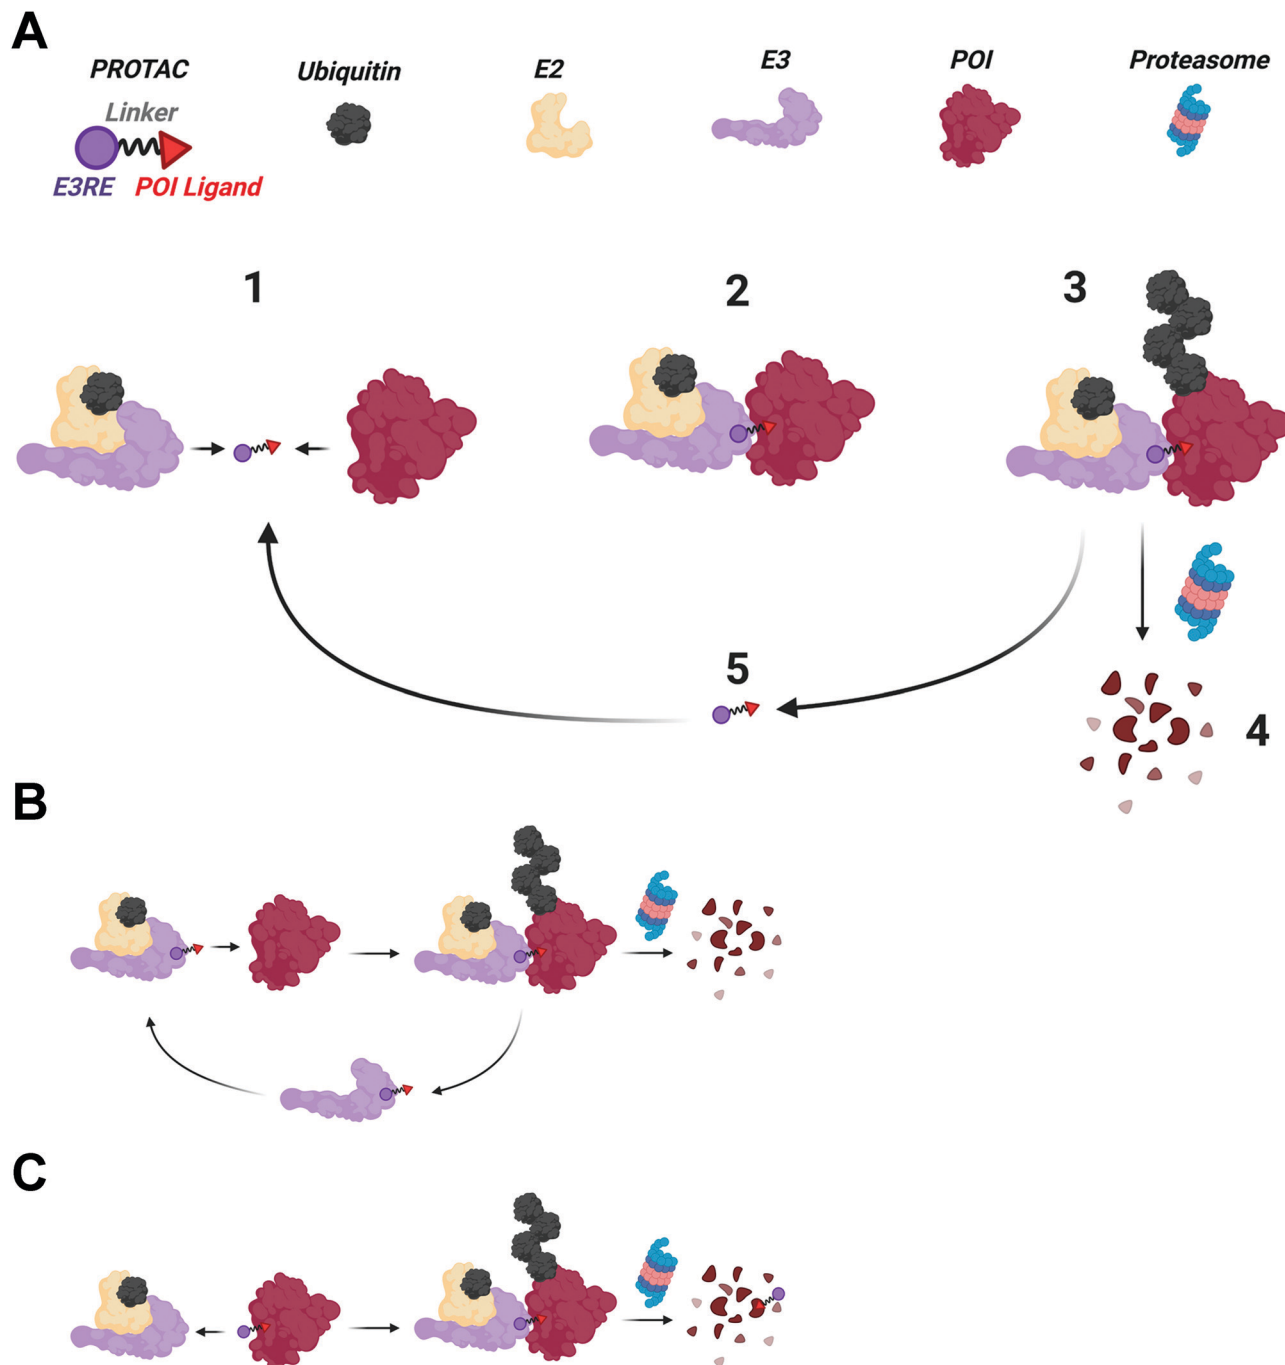 A
PROTAC
Ubiquitin
E2
E3
POI
Proteasome
Linker
E3RE
POI Ligand
1
2
3
5
4
B
C